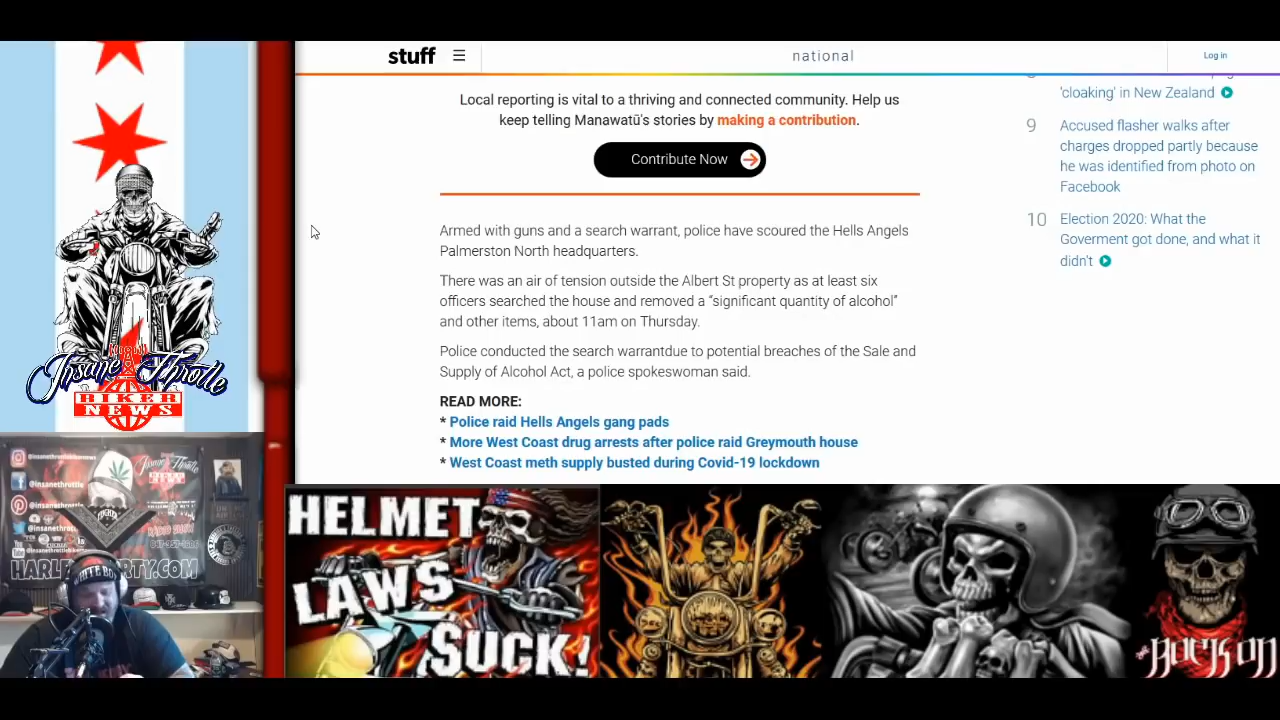 stuff
national
Log in
Local reporting is vital to a thriving and connected community. Help us
keep telling Manawatū's stories by making a contribution.
Contribute Now
Armed with guns and a search warrant, police have scoured the Hells Angels
Palmerston North headquarters.
There was an air of tension outside the Albert St property as at least six
officers searched the house and removed a “significant quantity of alcohol”
and other items, about 11am on Thursday.
Police conducted the search warrantdue to potential breaches of the Sale and
Supply of Alcohol Act, a police spokeswoman said.
READ MORE:
* Police raid Hells Angels gang pads
* More West Coast drug arrests after police raid Greymouth house
* West Coast meth supply busted during Covid-19 lockdown
'cloaking' in New Zealand
9
Accused flasher walks after
charges dropped partly because
he was identified from photo on
Facebook
10
Election 2020: What the
Goverment got done, and what it
didn't
Insane Throttle
BIKER
NEWS
HELMET
LAWS
SUCK!
ROCK ON